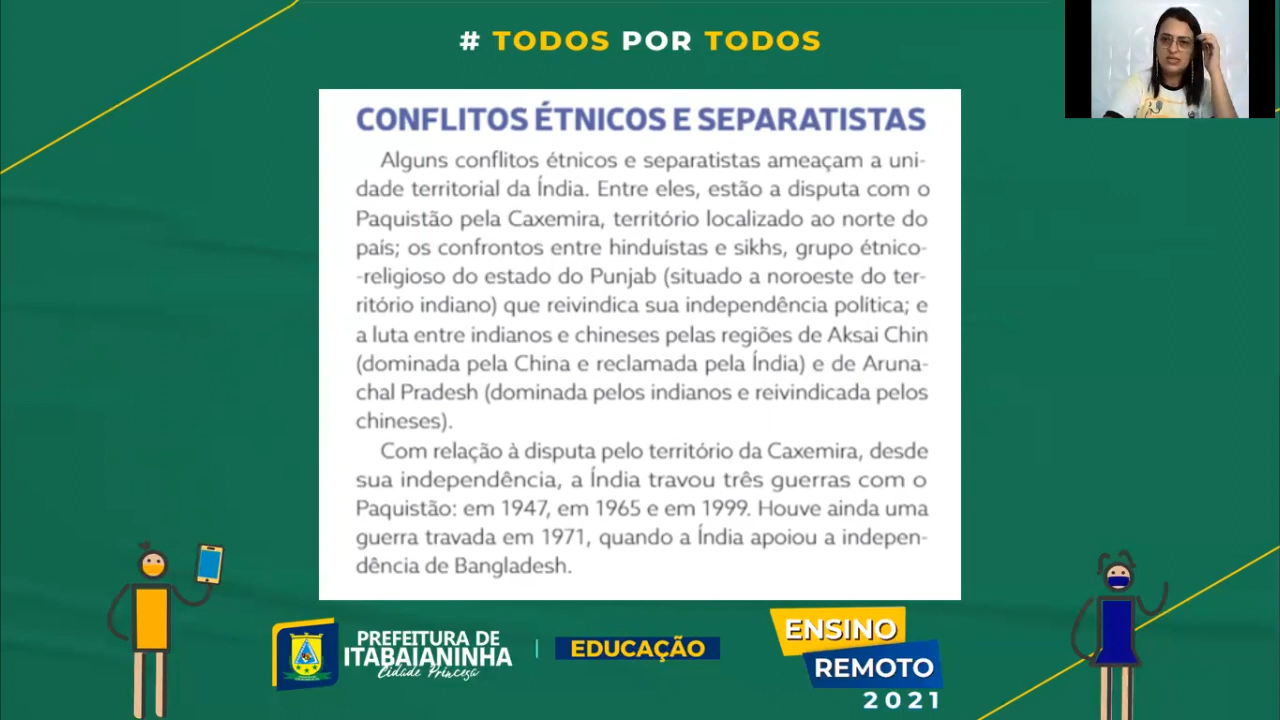 # TODOS POR TODOS
CONFLITOS ÉTNICOS E SEPARATISTAS
Alguns conflitos étnicos e separatistas ameaçam a uni-
dade territorial da Índia. Entre eles, estão a disputa com o
Paquistão pela Caxemira, território localizado ao norte do
país; os confrontos entre hinduístas e sikhs, grupo étnico-
-religioso do estado do Punjab (situado a noroeste do ter-
ritório indiano) que reivindica sua independência política; e
a luta entre indianos e chineses pelas regiões de Aksai Chin
(dominada pela China e reclamada pela Índia) e de Aruna-
chal Pradesh (dominada pelos indianos e reivindicada pelos
chineses).
Com relação à disputa pelo território da Caxemira, desde
sua independência, a Índia travou três guerras com o
Paquistão: em 1947, em 1965 e em 1999. Houve ainda uma
guerra travada em 1971, quando a Índia apoiou a indepen-
dência de Bangladesh.
PREFEITURA DE
ITABAIANINHA
Cidade Princesa
EDUCAÇÃO
ENSINO
REMOTO
2021